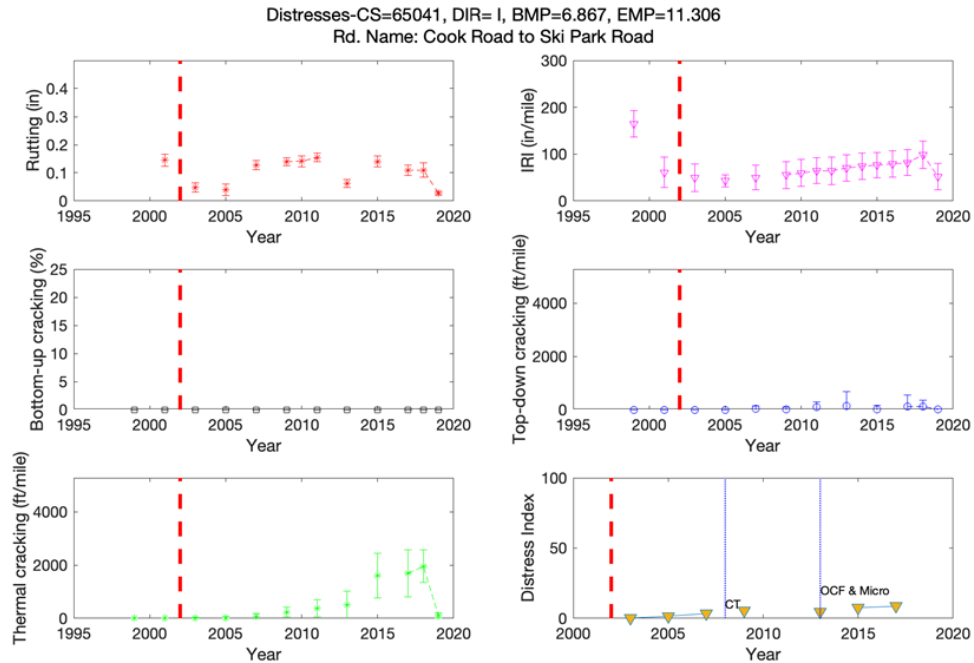 Distresses-CS=65041, DIR= I, BMP=6.867, EMP=11.306
Rd. Name: Cook Road to Ski Park Road
Rutting (in)
0.5
0.4
0.3
0.2
0.1
0
1995 2000 2005 2010 2015 2020
Year
IRI (in/mile)
300
200
100
0
1995 2000 2005 2010 2015 2020
Year
Bottom-up cracking (%)
25
20
15
10
5
0
1995 2000 2005 2010 2015 2020
Year
Top-down cracking (ft/mile)
4000
2000
0
1995 2000 2005 2010 2015 2020
Year
Thermal cracking (ft/mile)
4000
2000
0
1995 2000 2005 2010 2015 2020
Year
Distress Index
100
50
0
CT
OCF & Micro
2000 2005 2010 2015 2020
Year